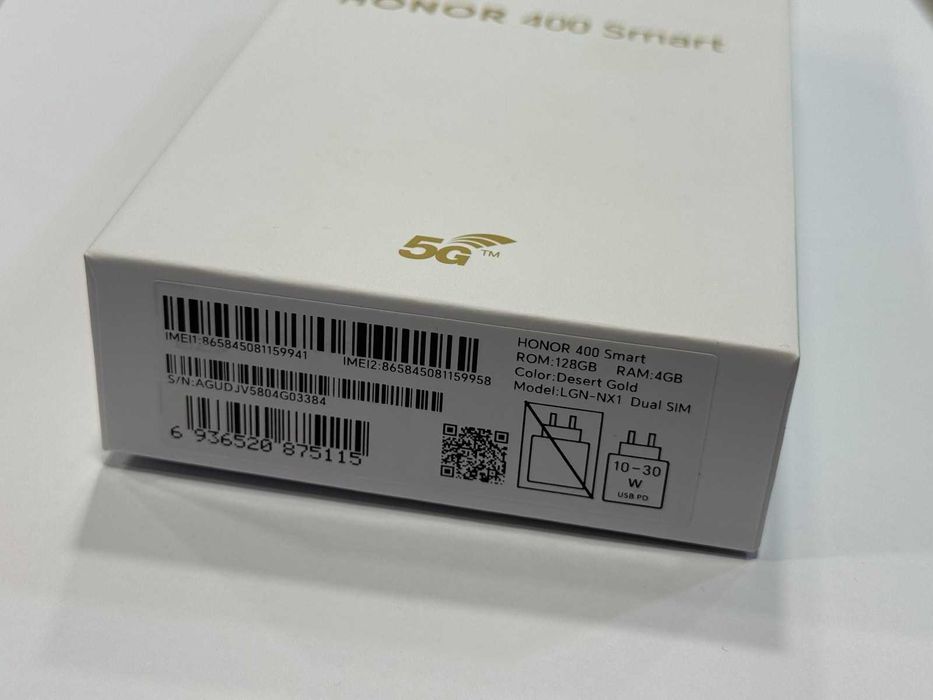 HONOR 400 Smart
5G™
IMEI1:865845081159941
IMEI2:865845081159958
S/N:AGUDJV5804G03384
6 936520 875115
HONOR 400 Smart
ROM:128GB RAM:4GB
Color:Desert Gold
Model:LGN-NX1 Dual SIM
10-30
W
USB PD